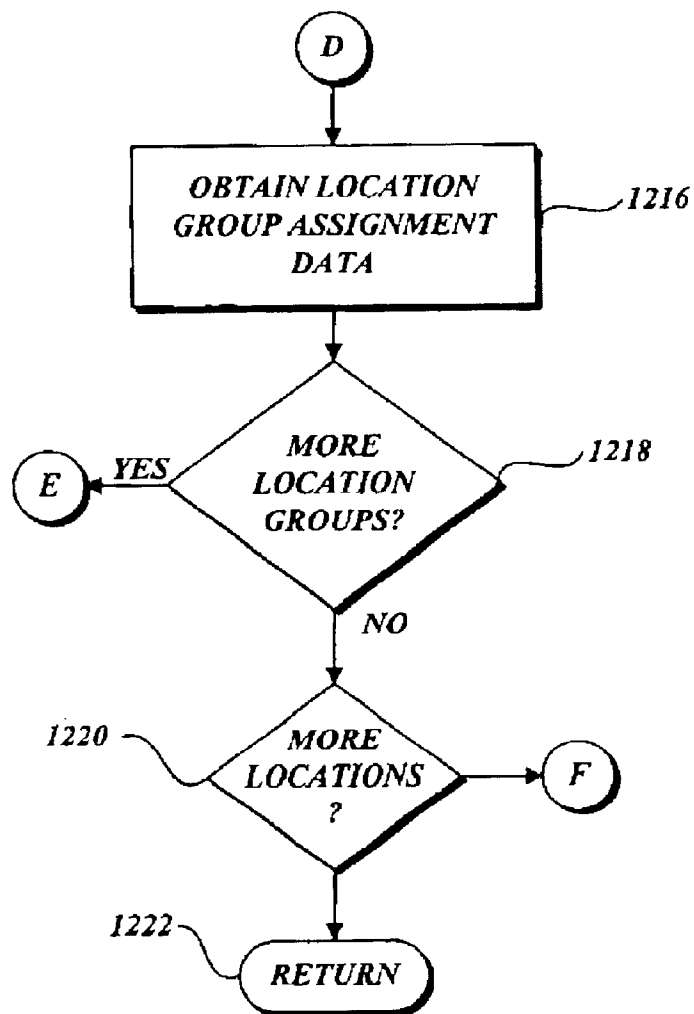 D
OBTAIN LOCATION
GROUP ASSIGNMENT
DATA
1216
MORE
LOCATION
GROUPS?
1218
YES
E
NO
1220
MORE
LOCATIONS
?
F
1222
RETURN